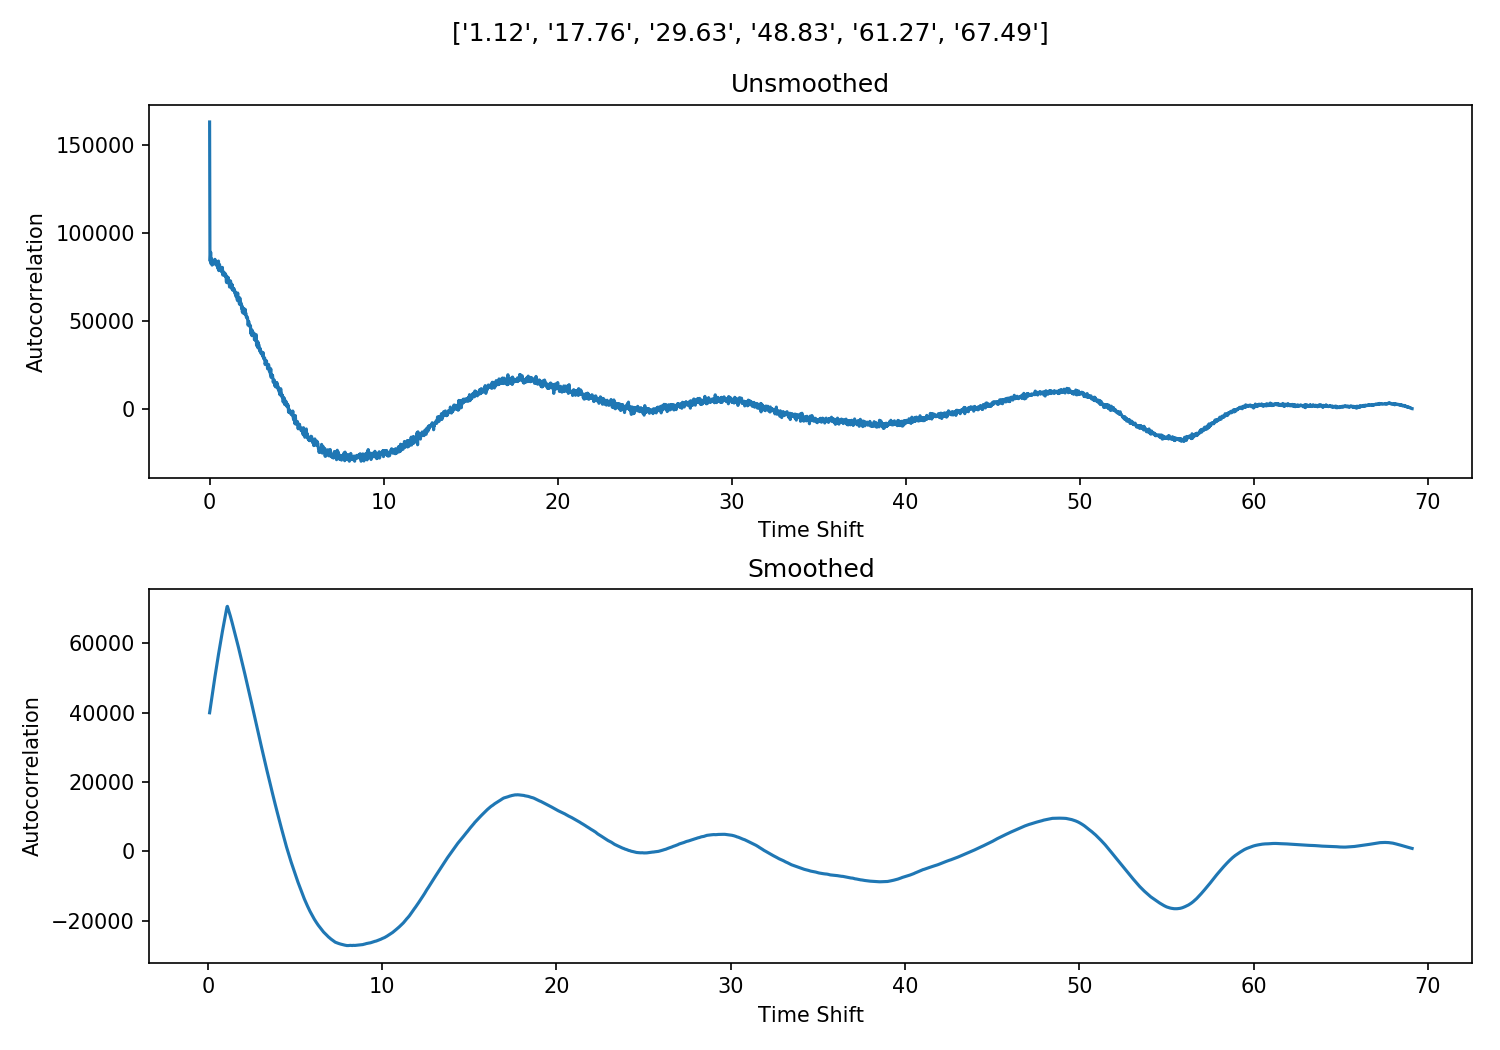 ['1.12', '17.76', '29.63', '48.83', '61.27', '67.49']
Unsmoothed
Autocorrelation
150000
100000
50000
0
0 10 20 30 40 50 60 70
Time Shift
Smoothed
Autocorrelation
60000
40000
20000
0
−20000
0 10 20 30 40 50 60 70
Time Shift